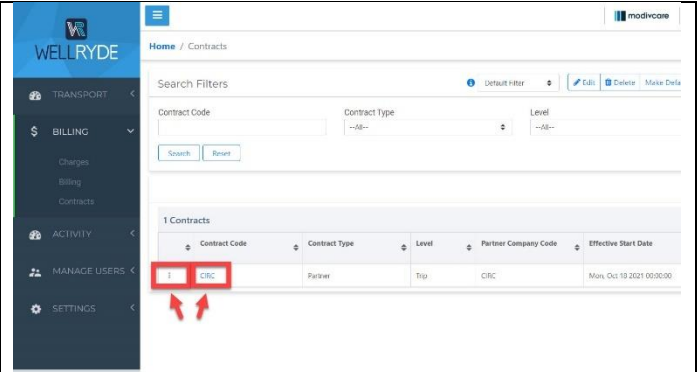 modivcare
WELLRYDE
Home / Contracts
Search Filters
Default Filter
Edit
Delete
Make Defa
TRANSPORT
Contract Code
Contract Type
Level
--All--
--All--
BILLING
Search
Reset
Charges
Billing
Contracts
1 Contracts
ACTIVITY
Contract Code
Contract Type
Level
Partner Company Code
Effective Start Date
MANAGE USERS
CIRC
Partner
Trip
CIRC
Mon, Oct 18 2021 00:00:00
SETTINGS